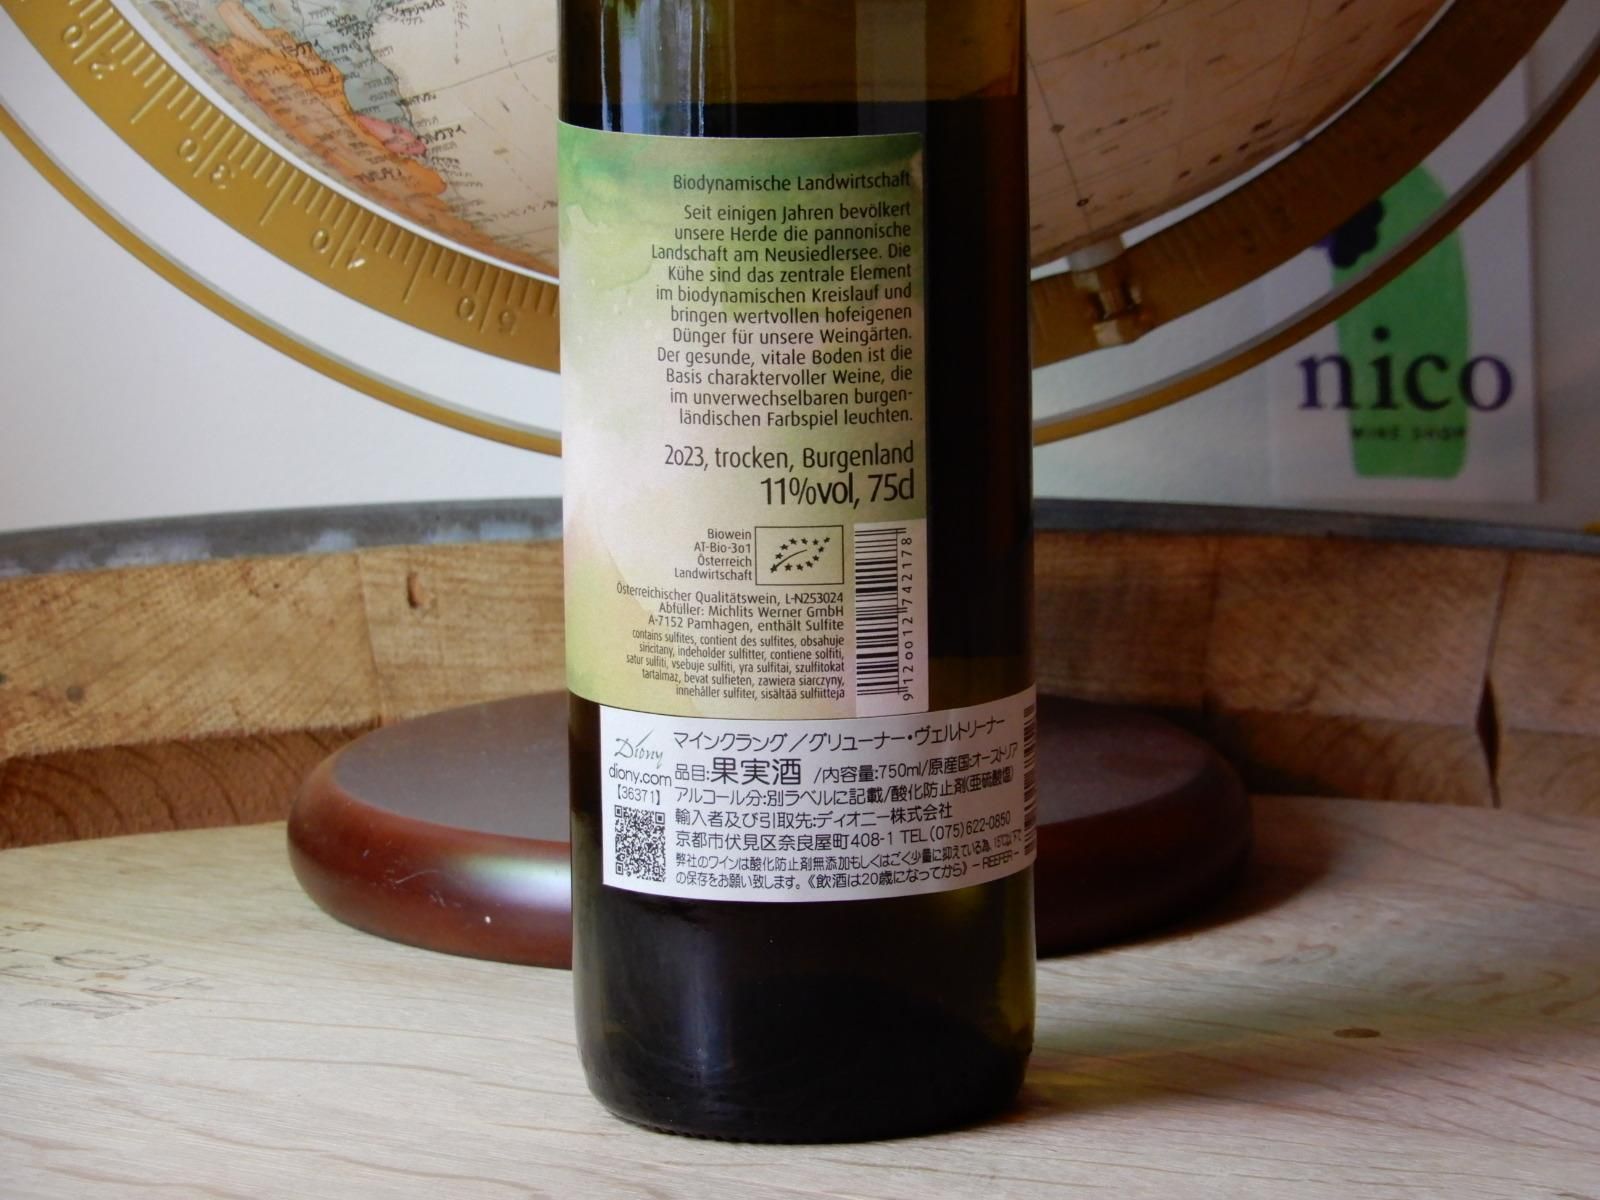 Biodynamische Landwirtschaft
Seit einigen Jahren bevölkert
unsere Herde die pannonische
Landschaft am Neusiedlersee. Die
Kühe sind das zentrale Element
im biodynamischen Kreislauf und
bringen wertvollen hofeigenen
Dünger für unsere Weingärten.
Der gesunde, vitale Boden ist die
Basis charaktervoller Weine, die
im unverwechselbaren burgen-
ländischen Farbspiel leuchten.
2o23, trocken, Burgenland
11%vol, 75cl
Biowein
AT-Bio-3o1
Österreich
Landwirtschaft
Österreichischer Qualitätswein, L-N253024
Abfüller: Michlits Werner GmbH
A-7152 Pamhagen, enthält Sulfite
contains sulfites, contient des sulfites, obsahuje
siricitany, indeholder sulfitter, contiene solfiti,
satur sulfiti, vsebuje sulfiti, yra sulfitai, szulfitokat
tartalmaz, bevat sulfieten, zawiera siarczyny,
innehåller sulfiter, sisältää sulfiitteja
9 120012 742178
Diony
diony.com
【36371】
マインクラング／グリューナー・ヴェルトリーナー
品目:果実酒 /内容量:750ml/原産国:オーストリア
アルコール分:別ラベルに記載/酸化防止剤(亜硫酸塩)
輸入者及び引取先:ディオニー株式会社
京都市伏見区奈良屋町408-1 TEL(075)622-0850
弊社のワインは酸化防止剤無添加もしくはごく少量に抑えている為、15℃以下で
の保存をお願い致します。《飲酒は20歳になってから》－REEFER－
nico
WINE SHOP
20
30
40
50
50